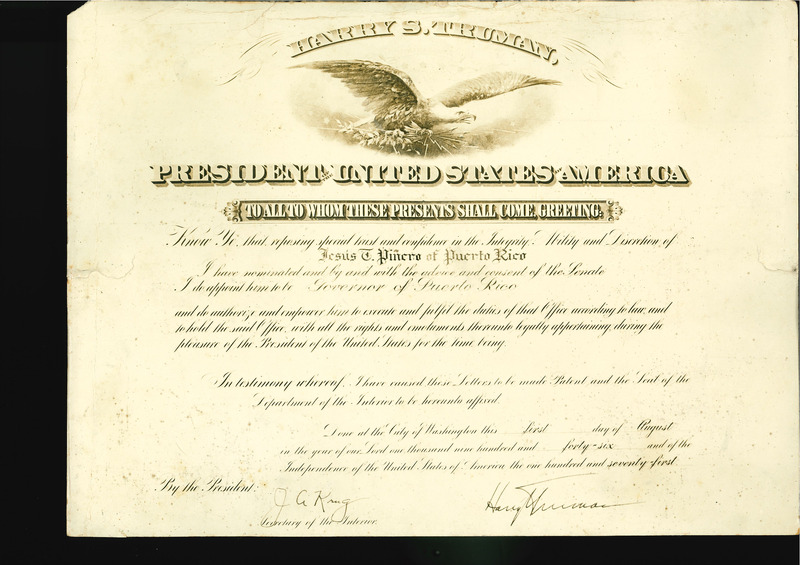 HARRY S. TRUMAN,
PRESIDENT OF THE UNITED STATES OF AMERICA
TO ALL TO WHOM THESE PRESENTS SHALL COME, GREETING:
Know Ye, that reposing special trust and confidence in the Integrity, Ability and Discretion of
Jesús T. Piñero of Puerto Rico
I have nominated and by and with the advice and consent of the Senate
I do appoint him to be Governor of Puerto Rico
and do authorize and empower him to execute and fulfil the duties of that Office according to law, and
to hold the said Office, with all the rights and emoluments thereunto legally appertaining, during the
pleasure of the President of the United States for the time being.
In testimony whereof, I have caused these Letters to be made Patent and the Seal of the
Department of the Interior to be hereunto affixed.
Done at the City of Washington this first day of August
in the year of our Lord one thousand nine hundred and forty-six and of the
Independence of the United States of America the one hundred and seventy-first
By the President:
J A Krug
Harry S Truman
Secretary of the Interior.